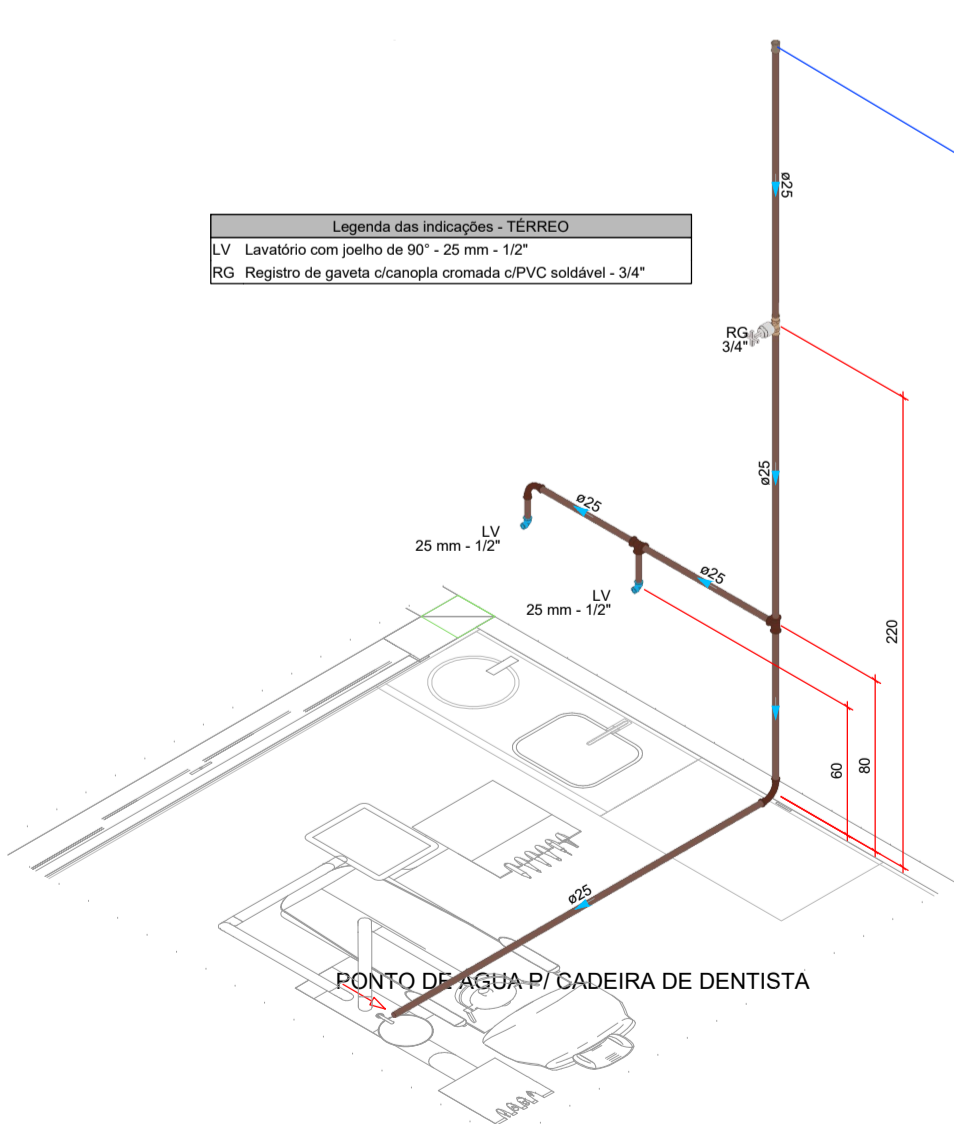 ø25
Legenda das indicações - TÉRREO
LV Lavatório com joelho de 90° - 25 mm - 1/2"
RG Registro de gaveta c/canopla cromada c/PVC soldável - 3/4"
RG
3/4"
ø25
ø25
LV
25 mm - 1/2"
ø25
LV
25 mm - 1/2"
220
60
80
ø25
PONTO DE AGUA P/ CADEIRA DE DENTISTA